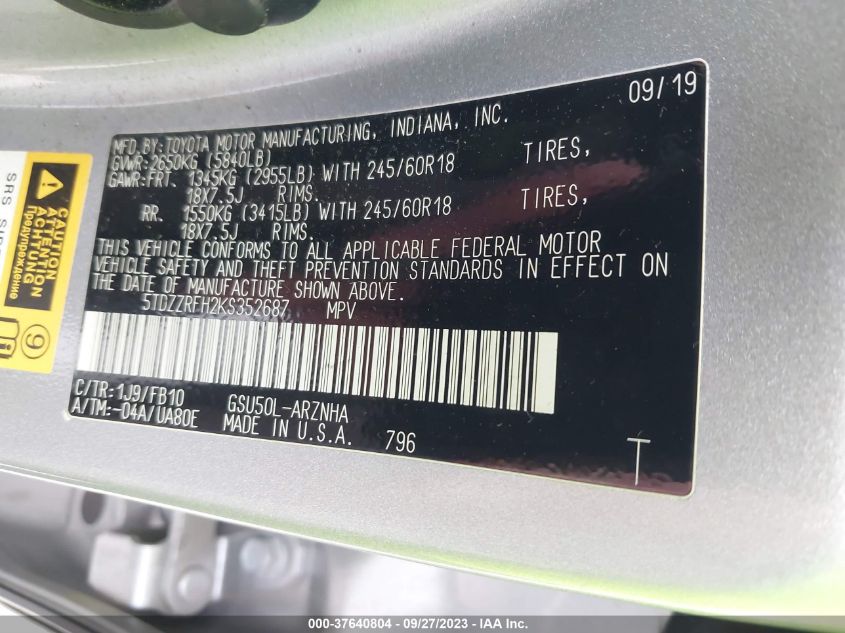 09/19
MFD. BY: TOYOTA MOTOR MANUFACTURING, INDIANA, INC.
GVWR: 2650KG (5840LB)
GAWR: FRT. 1345KG (2955LB) WITH 245/60R18 TIRES,
18X7.5J RIMS.
RR. 1550KG (3415LB) WITH 245/60R18 TIRES,
18X7.5J RIMS.
THIS VEHICLE CONFORMS TO ALL APPLICABLE FEDERAL MOTOR
VEHICLE SAFETY AND THEFT PREVENTION STANDARDS IN EFFECT ON
THE DATE OF MANUFACTURE SHOWN ABOVE.
5TDZZRFH2KS352687 MPV
C/TR: 1J9/FB10 GSU50L-ARZNHA
A/TM: -04A/UA80E MADE IN U.S.A. 796
T
CAUTION
ATTENTION
ACHTUNG
Предупреждение
SRS
9
000-37640804 - 09/27/2023 - IAA Inc.